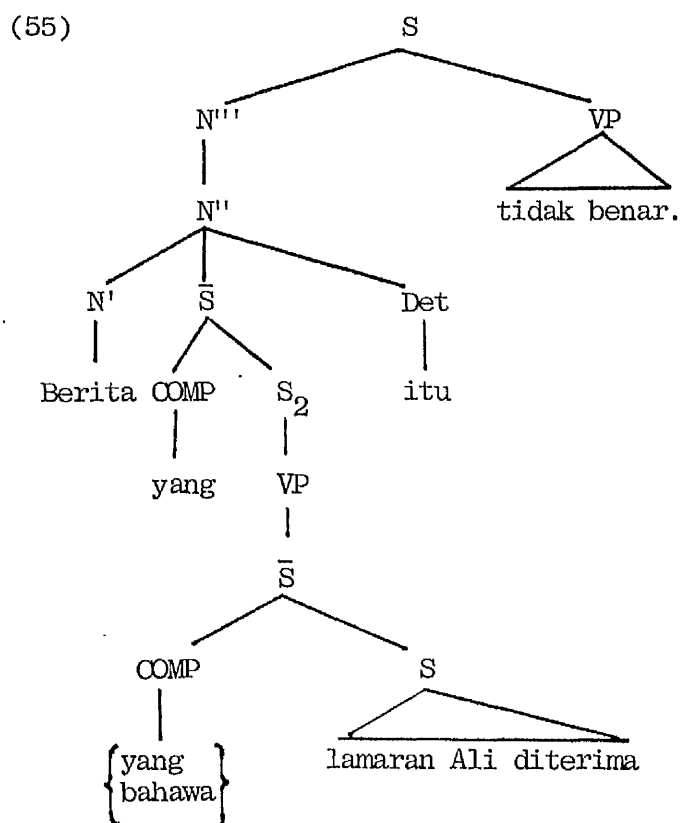 (55) S
N''' VP
N'' tidak benar.
N' S̄ Det
Berita COMP S₂ itu
yang VP
S̄
COMP S
{yang lamaran Ali diterima
bahawa}